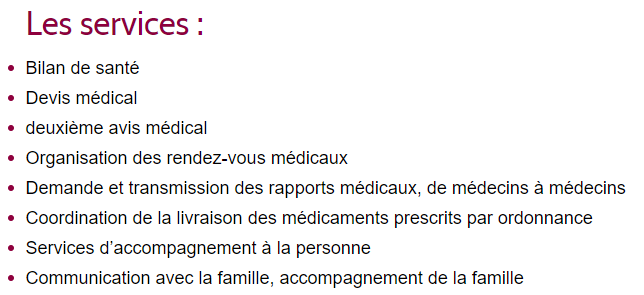 Les services :
Bilan de santé
Devis médical
deuxième avis médical
Organisation des rendez-vous médicaux
Demande et transmission des rapports médicaux, de médecins à médecins
Coordination de la livraison des médicaments prescrits par ordonnance
Services d’accompagnement à la personne
Communication avec la famille, accompagnement de la famille